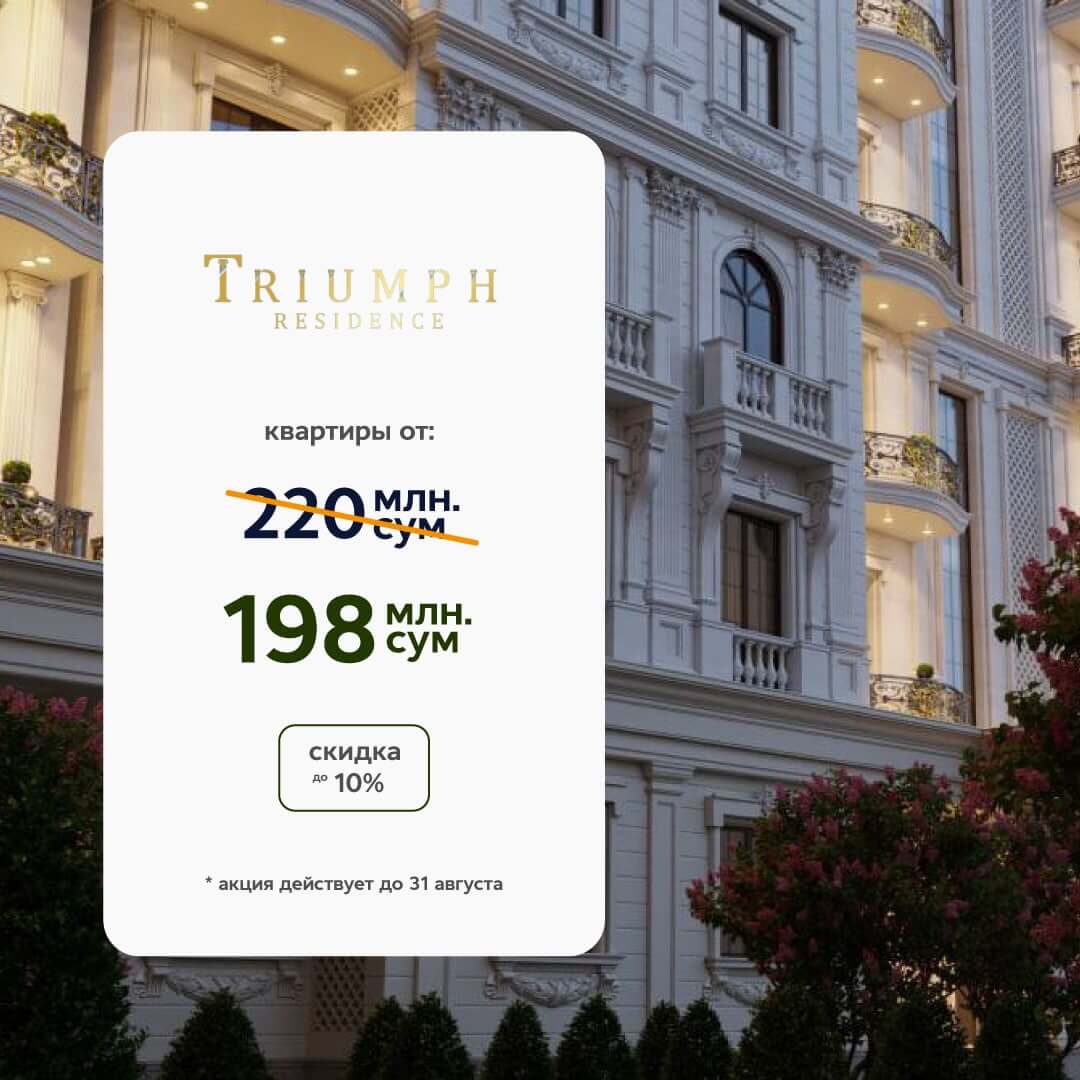 TRIUMPH
RESIDENCE
квартиры от:
220 млн.
сум
198 млн.
сум
скидка
до 10%
* акция действует до 31 августа